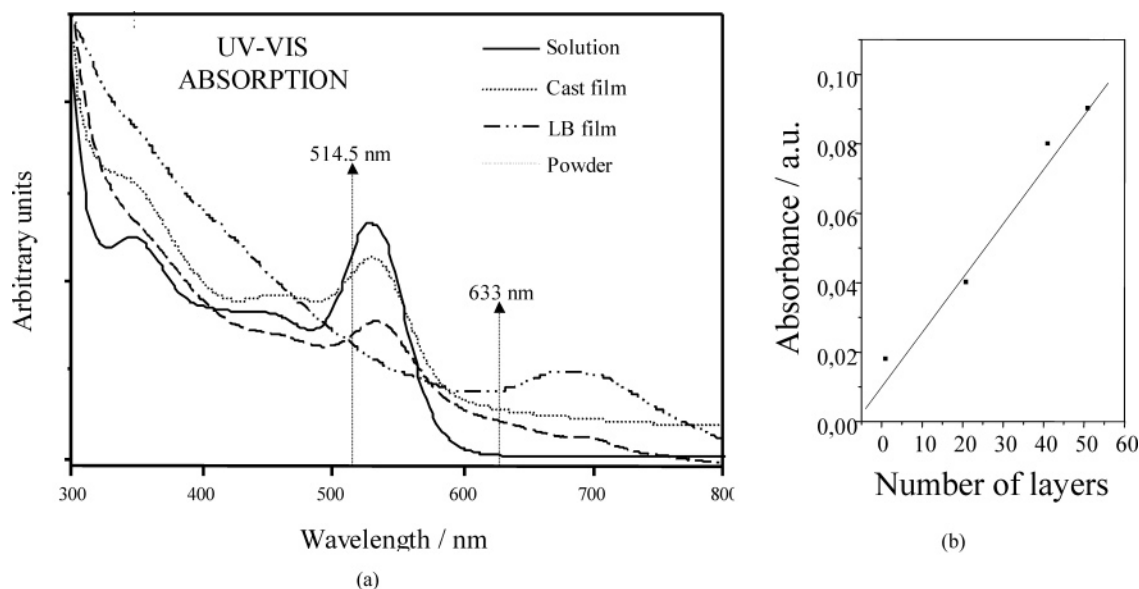 UV-VIS
ABSORPTION
Solution
Cast film
LB film
Powder
514.5 nm
633 nm
Arbitrary units
300
400
500
600
700
800
Wavelength / nm
(a)
0,10
0,08
0,06
0,04
0,02
0,00
Absorbance / a.u.
0
10
20
30
40
50
60
Number of layers
(b)